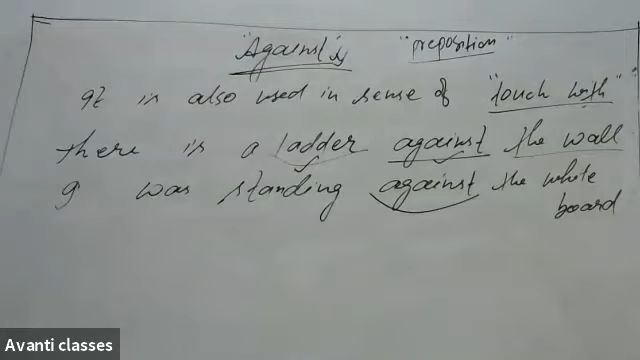 "Against" is "preposition"
It is also used in sense of "touch with"
there is a ladder against the wall
I was standing against the white
board
Avanti classes